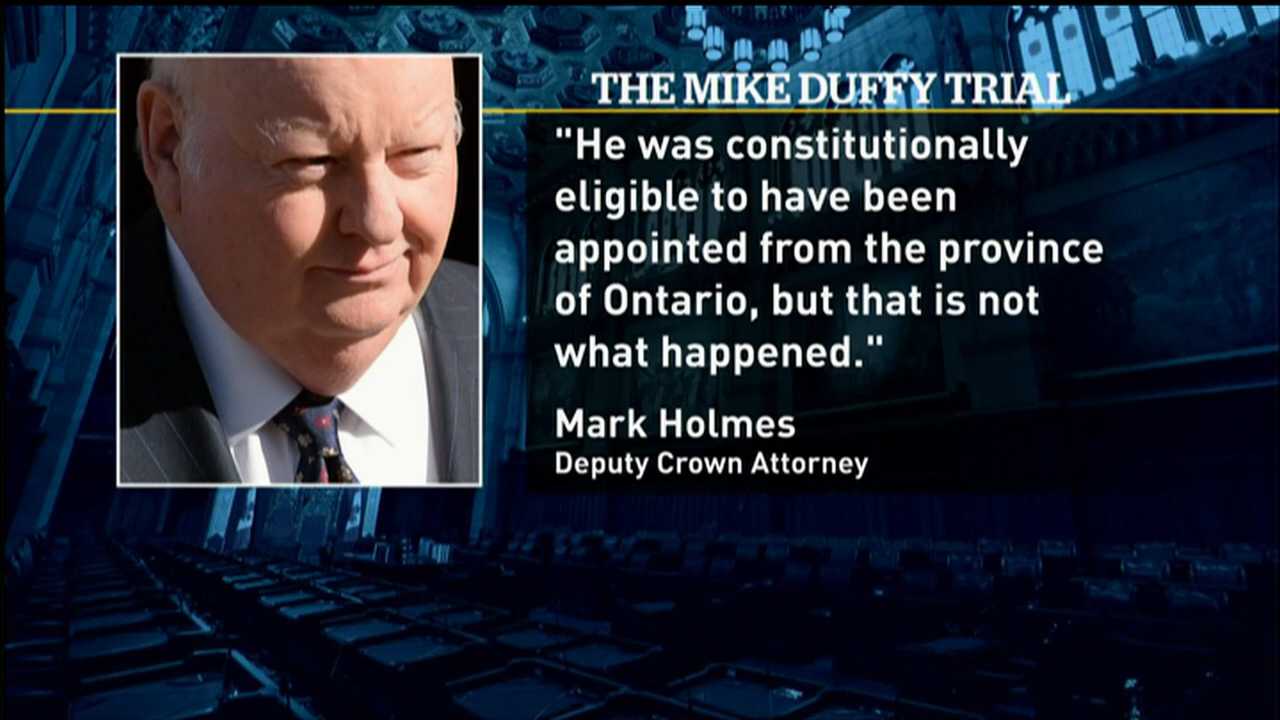 THE MIKE DUFFY TRIAL
"He was constitutionally
eligible to have been
appointed from the province
of Ontario, but that is not
what happened."
Mark Holmes
Deputy Crown Attorney